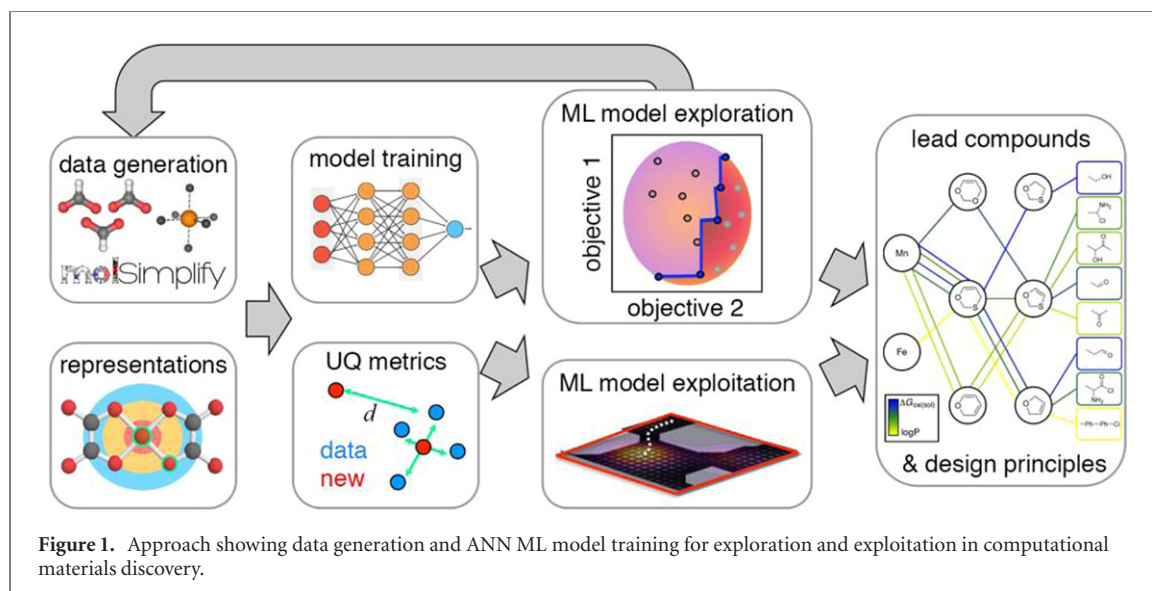 data generation
molSimplify
model training
ML model exploration
objective 1
objective 2
lead compounds
Mn
Fe
O
O
O
S
O
S
O
S
O
O
OH
NH₂
Cl
O
OH
O
O
O
O
Cl
NH₂
–Ph–Ph–Cl
ΔG
logP
& design principles
representations
UQ metrics
d
data
new
ML model exploitation
Figure 1. Approach showing data generation and ANN ML model training for exploration and exploitation in computational
materials discovery.